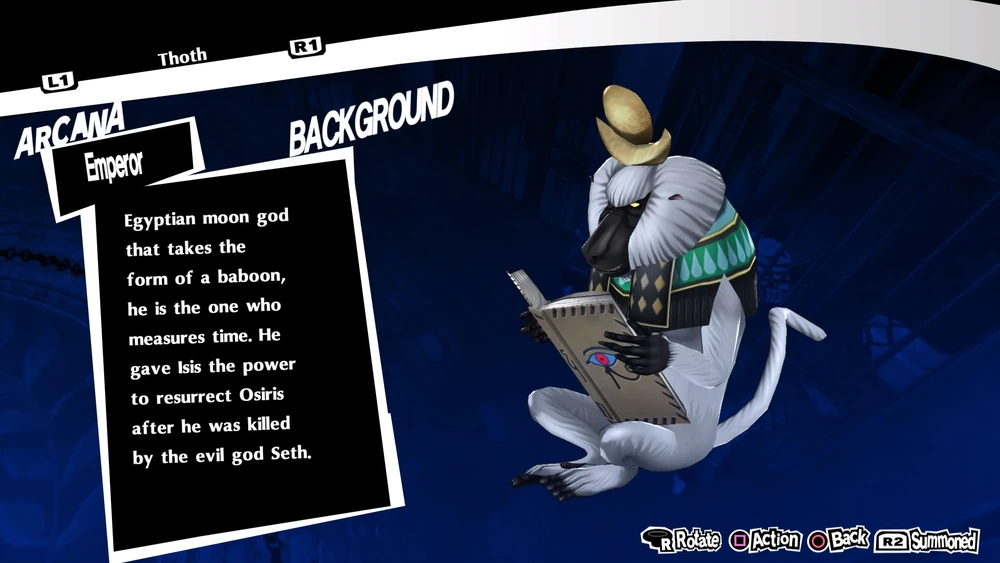 Thoth
L1
R1
ARCANA
Emperor
BACKGROUND
Egyptian moon god
that takes the
form of a baboon,
he is the one who
measures time. He
gave Isis the power
to resurrect Osiris
after he was killed
by the evil god Seth.
R Rotate Action Back R2 Summoned